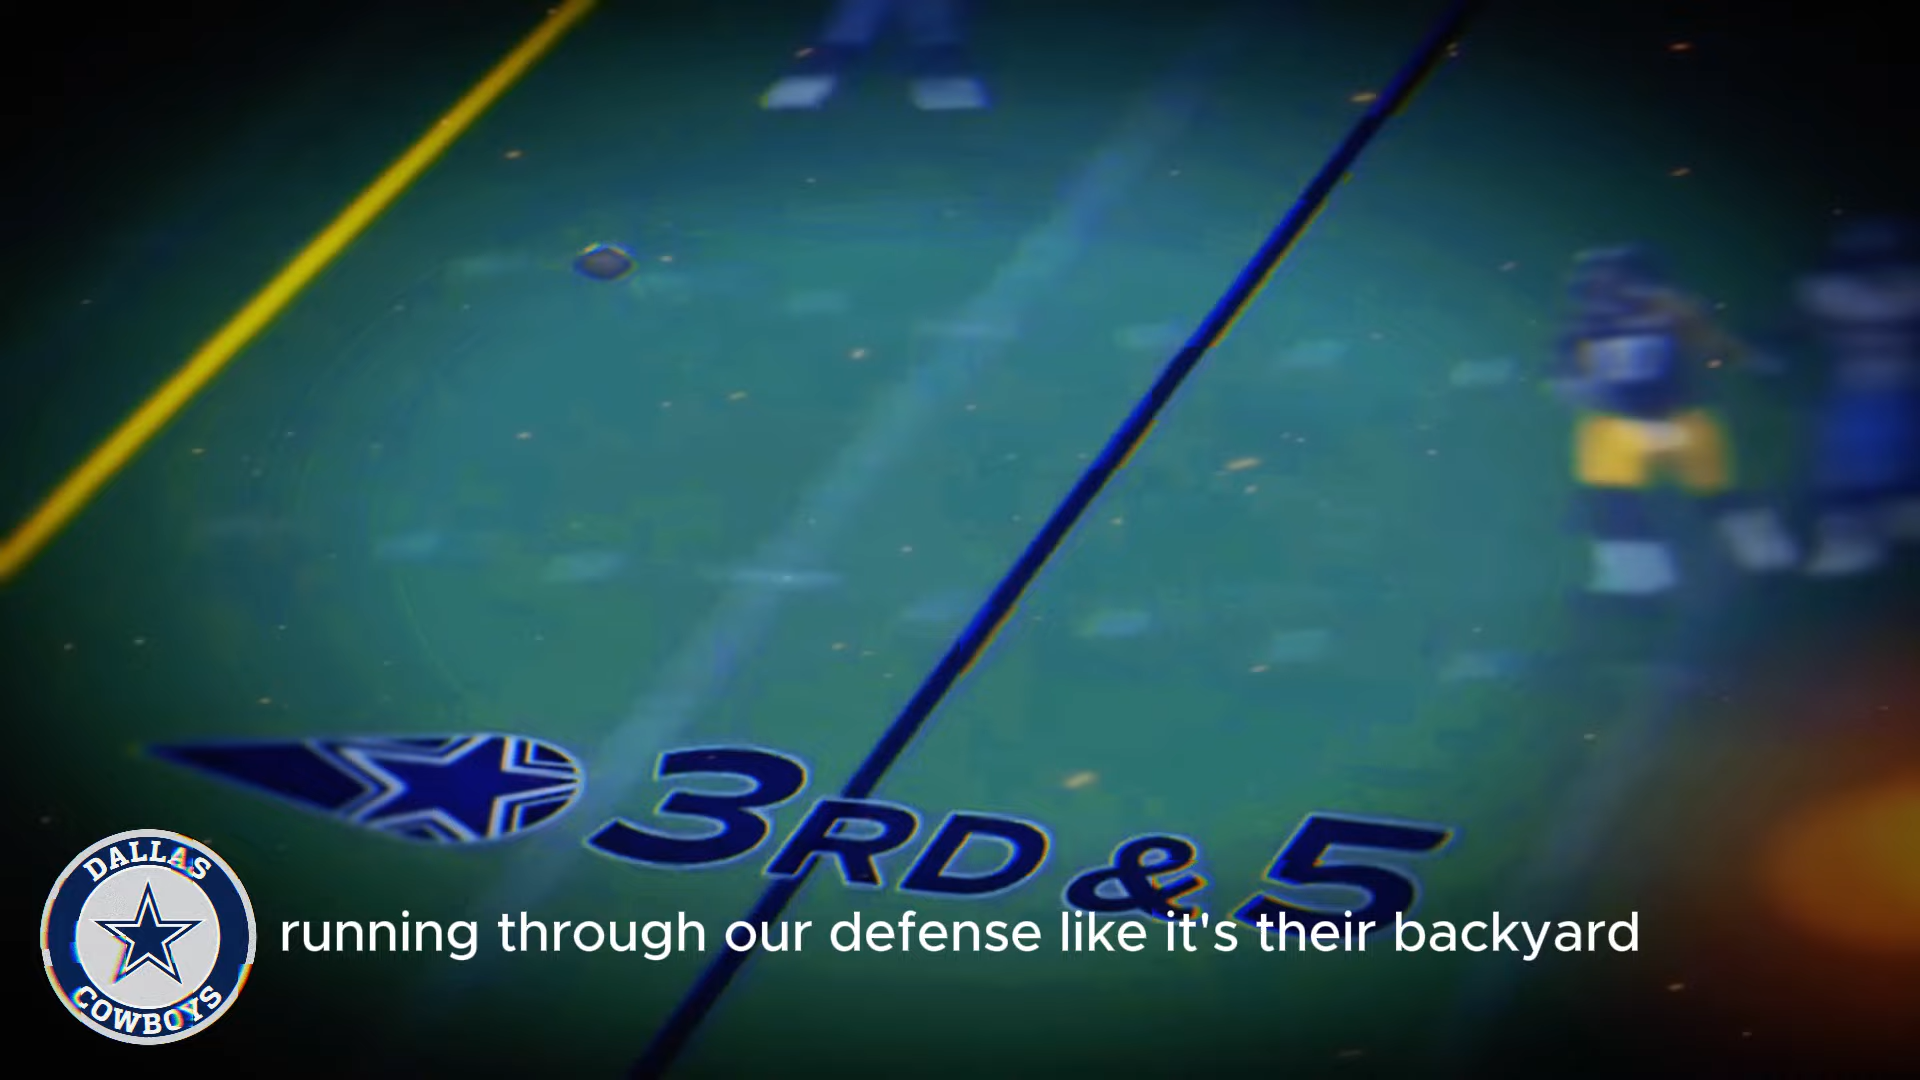 3RD & 5
DALLAS
running through our defense like it's their backyard
COWBOYS